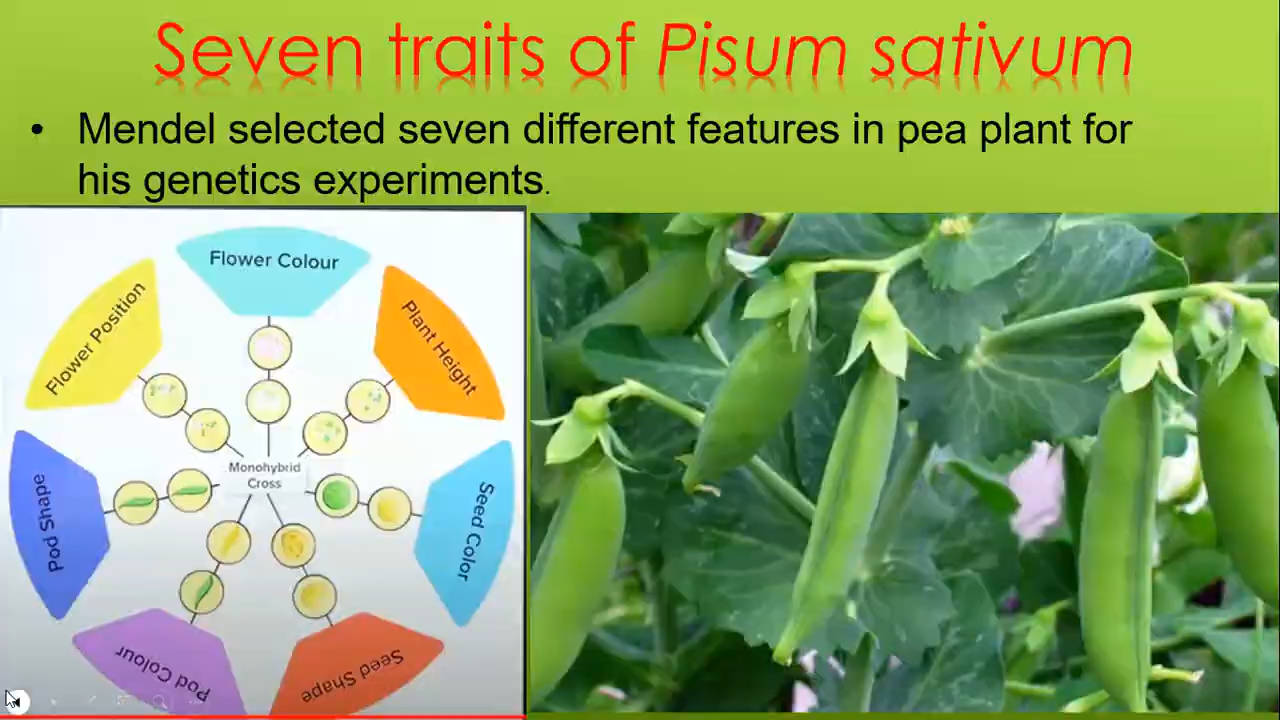 Seven traits of Pisum sativum
• Mendel selected seven different features in pea plant for
his genetics experiments.
Flower Colour
Plant Height
Seed Color
Seed Shape
Pod Colour
Pod Shape
Flower Position
Monohybrid
Cross